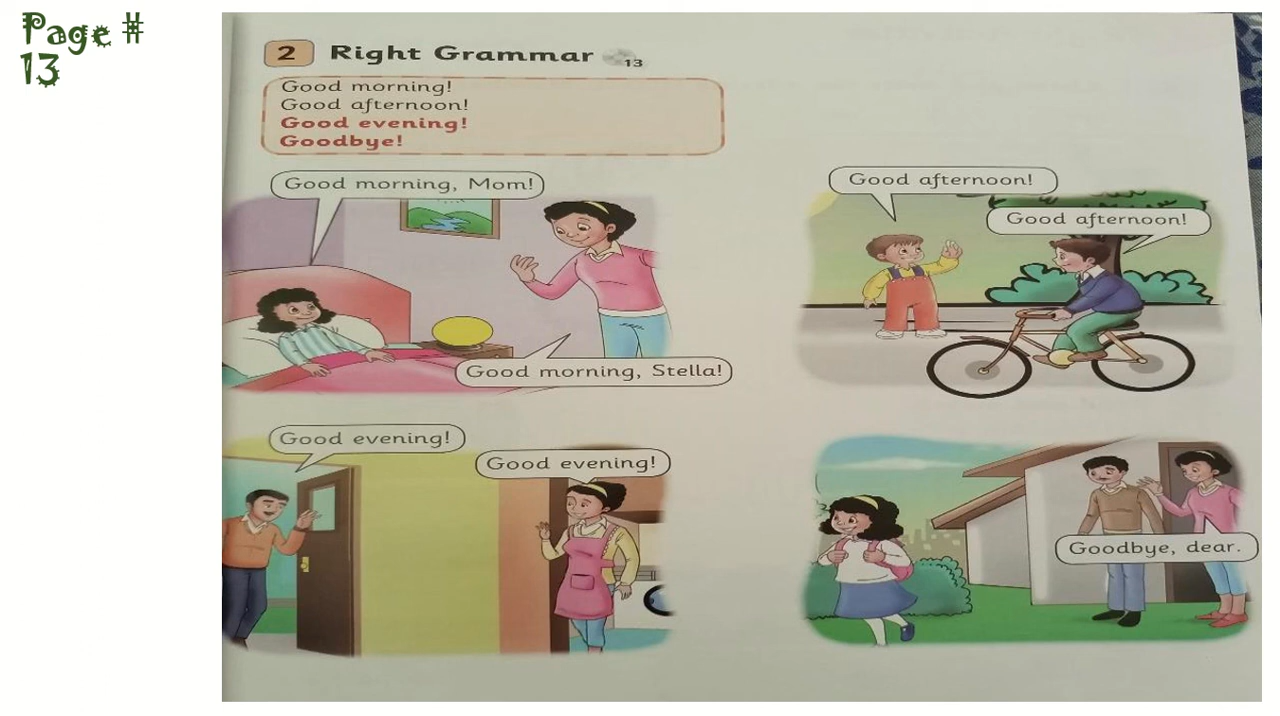 Page #
13
2 Right Grammar 13
Good morning!
Good afternoon!
Good evening!
Goodbye!
Good morning, Mom!
Good morning, Stella!
Good afternoon!
Good afternoon!
Good evening!
Good evening!
Goodbye, dear.